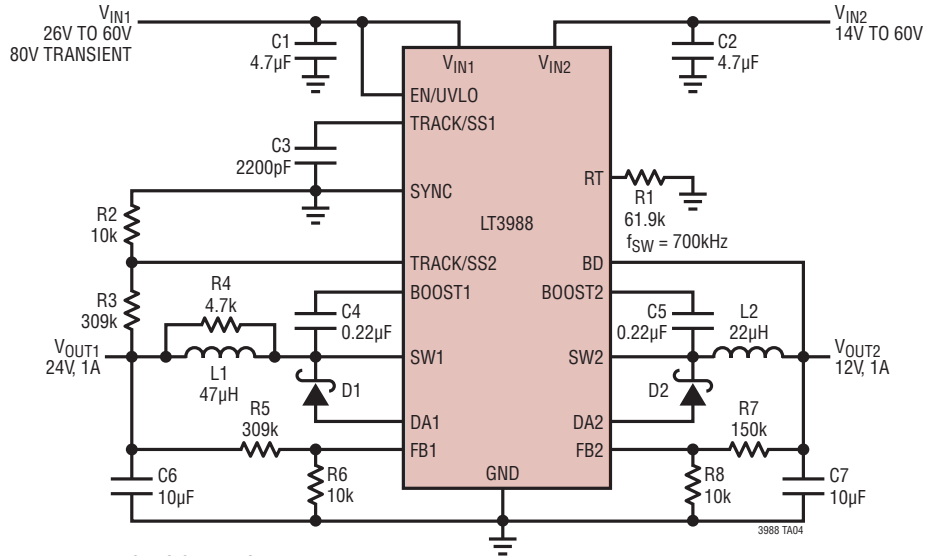 VIN1
26V TO 60V
80V TRANSIENT
C1
4.7µF
VIN1
VIN2
C2
4.7µF
VIN2
14V TO 60V
EN/UVLO
TRACK/SS1
C3
2200pF
SYNC
RT
R1
61.9k
fSW = 700kHz
LT3988
R2
10k
TRACK/SS2
BD
R3
309k
R4
4.7k
BOOST1
BOOST2
C4
0.22µF
C5
0.22µF
L2
22µH
VOUT1
24V, 1A
L1
47µH
SW1
SW2
VOUT2
12V, 1A
D1
D2
DA1
DA2
R5
309k
R7
150k
FB1
FB2
C6
10µF
R6
10k
GND
R8
10k
C7
10µF
3988 TA04